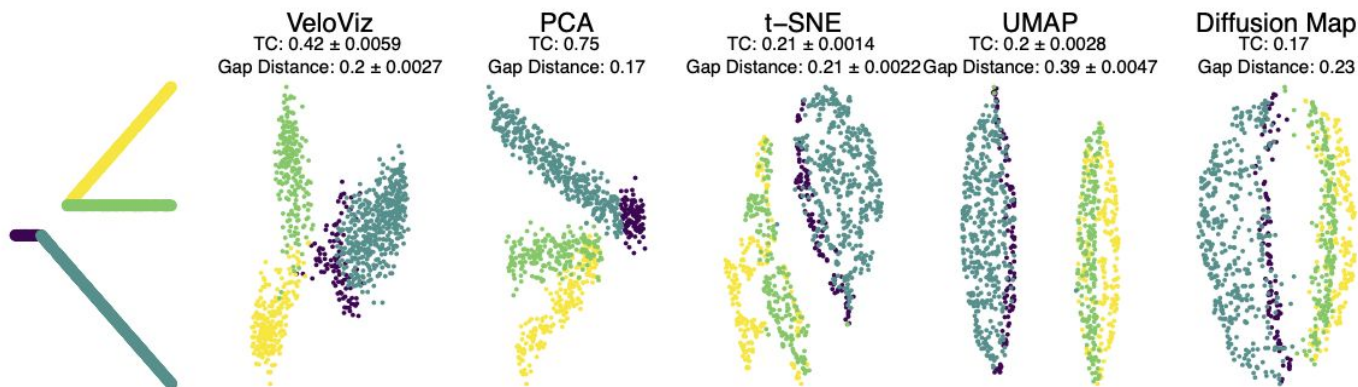 VeloViz
TC: 0.42 ± 0.0059
Gap Distance: 0.2 ± 0.0027
PCA
TC: 0.75
Gap Distance: 0.17
t−SNE
TC: 0.21 ± 0.0014
Gap Distance: 0.21 ± 0.0022
UMAP
TC: 0.2 ± 0.0028
Gap Distance: 0.39 ± 0.0047
Diffusion Map
TC: 0.17
Gap Distance: 0.23